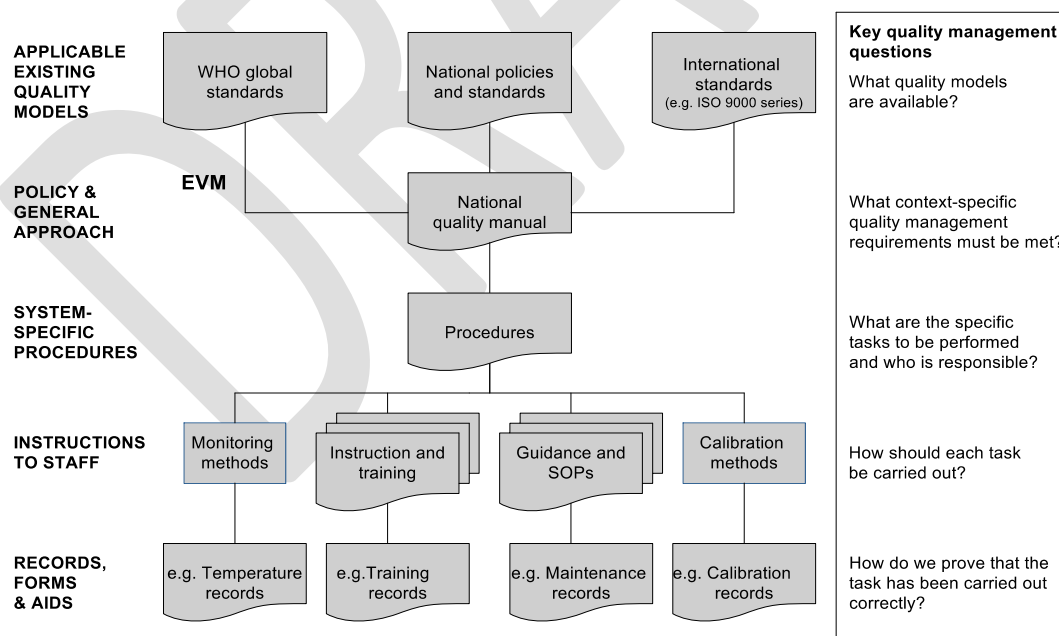 APPLICABLE
EXISTING
QUALITY
MODELS
WHO global
standards
National policies
and standards
International
standards
(e.g. ISO 9000 series)
Key quality management
questions
What quality models
are available?
POLICY &
GENERAL
APPROACH
EVM
National
quality manual
What context-specific
quality management
requirements must be met?
SYSTEM-
SPECIFIC
PROCEDURES
Procedures
What are the specific
tasks to be performed
and who is responsible?
INSTRUCTIONS
TO STAFF
Monitoring
methods
Instruction and
training
Guidance and
SOPs
Calibration
methods
How should each task
be carried out?
RECORDS,
FORMS
& AIDS
e.g. Temperature
records
e.g.Training
records
e.g. Maintenance
records
e.g. Calibration
records
How do we prove that the
task has been carried out
correctly?